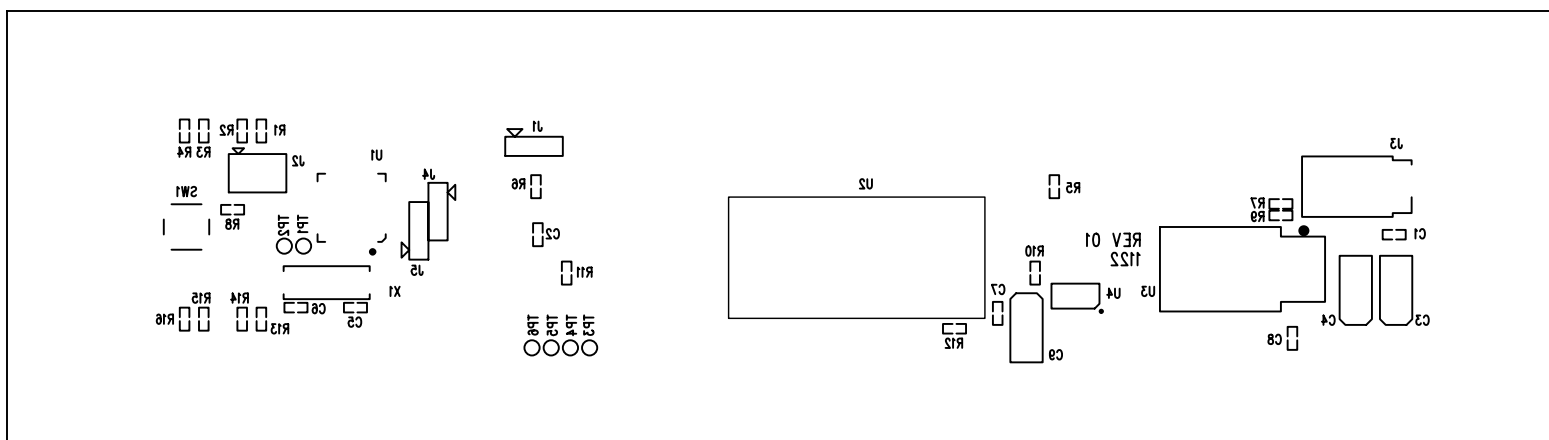 J1
R2
R1
R4
R3
J3
J2
U1
J4
SW1
R6
U2
R5
R7
R9
R8
TP2
TP1
C2
REV 01
1122
C1
R10
J5
R11
X1
C7
U4
U3
R15
R14
R16
R13
C6
C5
TP6
TP5
TP4
TP3
R12
C9
C8
C4
C3